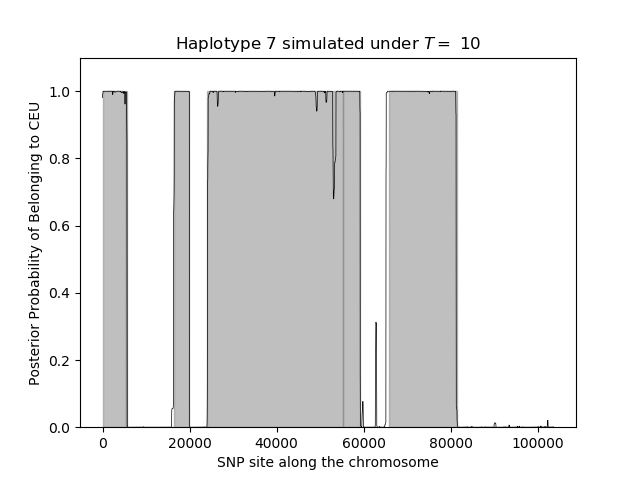 Haplotype 7 simulated under T = 10
Posterior Probability of Belonging to CEU
1.0
0.8
0.6
0.4
0.2
0.0
0 20000 40000 60000 80000 100000
SNP site along the chromosome